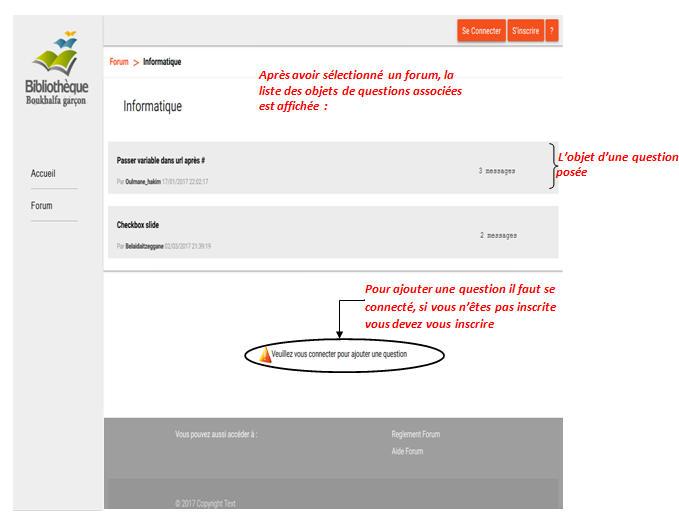 Se Connecter S'inscrire ?
Bibliothèque
Boukhalfa garçon
Forum > Informatique
Après avoir sélectionné un forum, la
liste des objets de questions associées
est affichée :
Informatique
Passer variable dans url après #
3 messages
Par Oulmane_hakim 17/01/2017 22:02:17
L'objet d'une question
posée
Accueil
Forum
Checkbox slide
2 messages
Par Belaidaitzeggane 02/03/2017 21:39:19
Pour ajouter une question il faut se
connecté, si vous n'êtes pas inscrite
vous devez vous inscrire
Veuillez vous connecter pour ajouter une question
Vous pouvez aussi accéder à :
Reglement Forum
Aide Forum
© 2017 Copyright Text